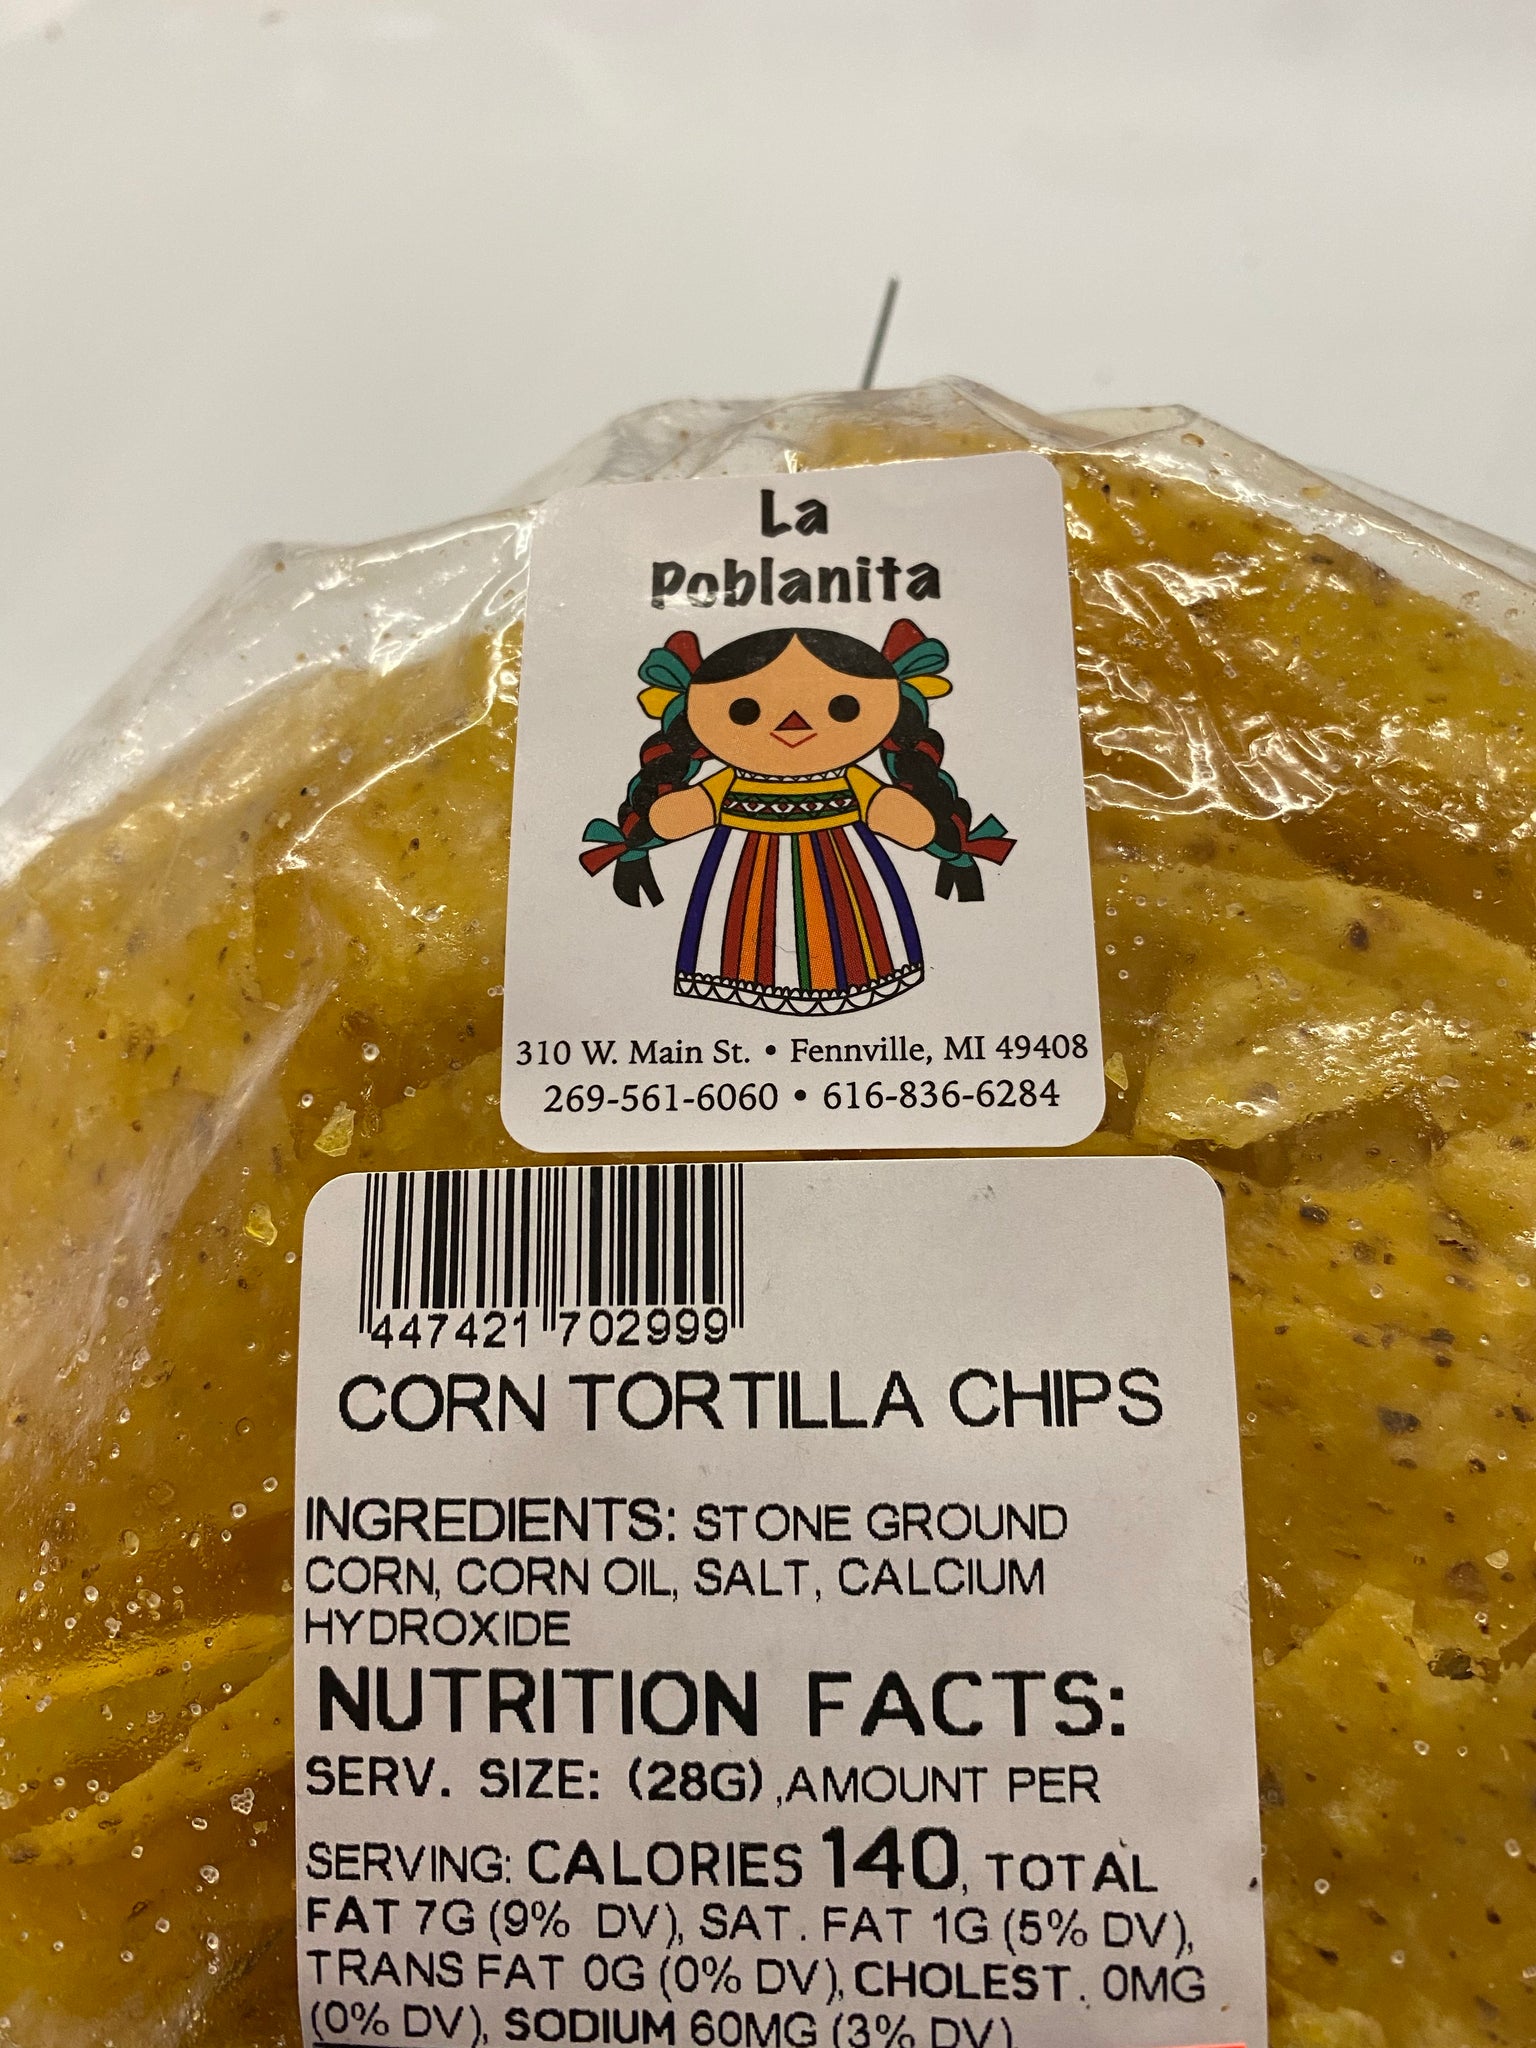 La
Poblanita
310 W. Main St. • Fennville, MI 49408
269-561-6060 • 616-836-6284
447421 702999
CORN TORTILLA CHIPS
INGREDIENTS: STONE GROUND
CORN, CORN OIL, SALT, CALCIUM
HYDROXIDE
NUTRITION FACTS:
SERV. SIZE: (28G) ,AMOUNT PER
SERVING: CALORIES 140, TOTAL
FAT 7G (9% DV), SAT. FAT 1G (5% DV),
TRANS FAT 0G (0% DV), CHOLEST. 0MG
(0% DV), SODIUM 60MG (3% DV)